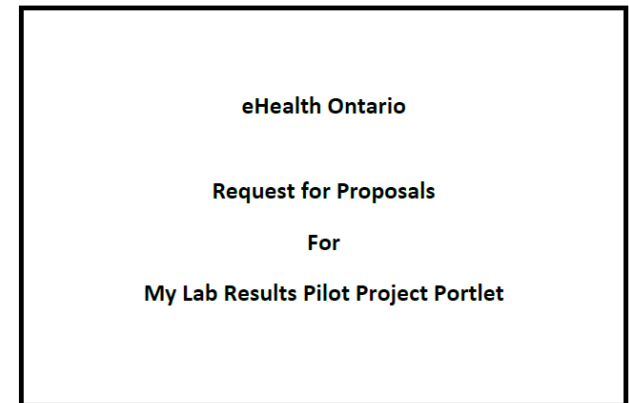 eHealth Ontario
Request for Proposals
For
My Lab Results Pilot Project Portlet